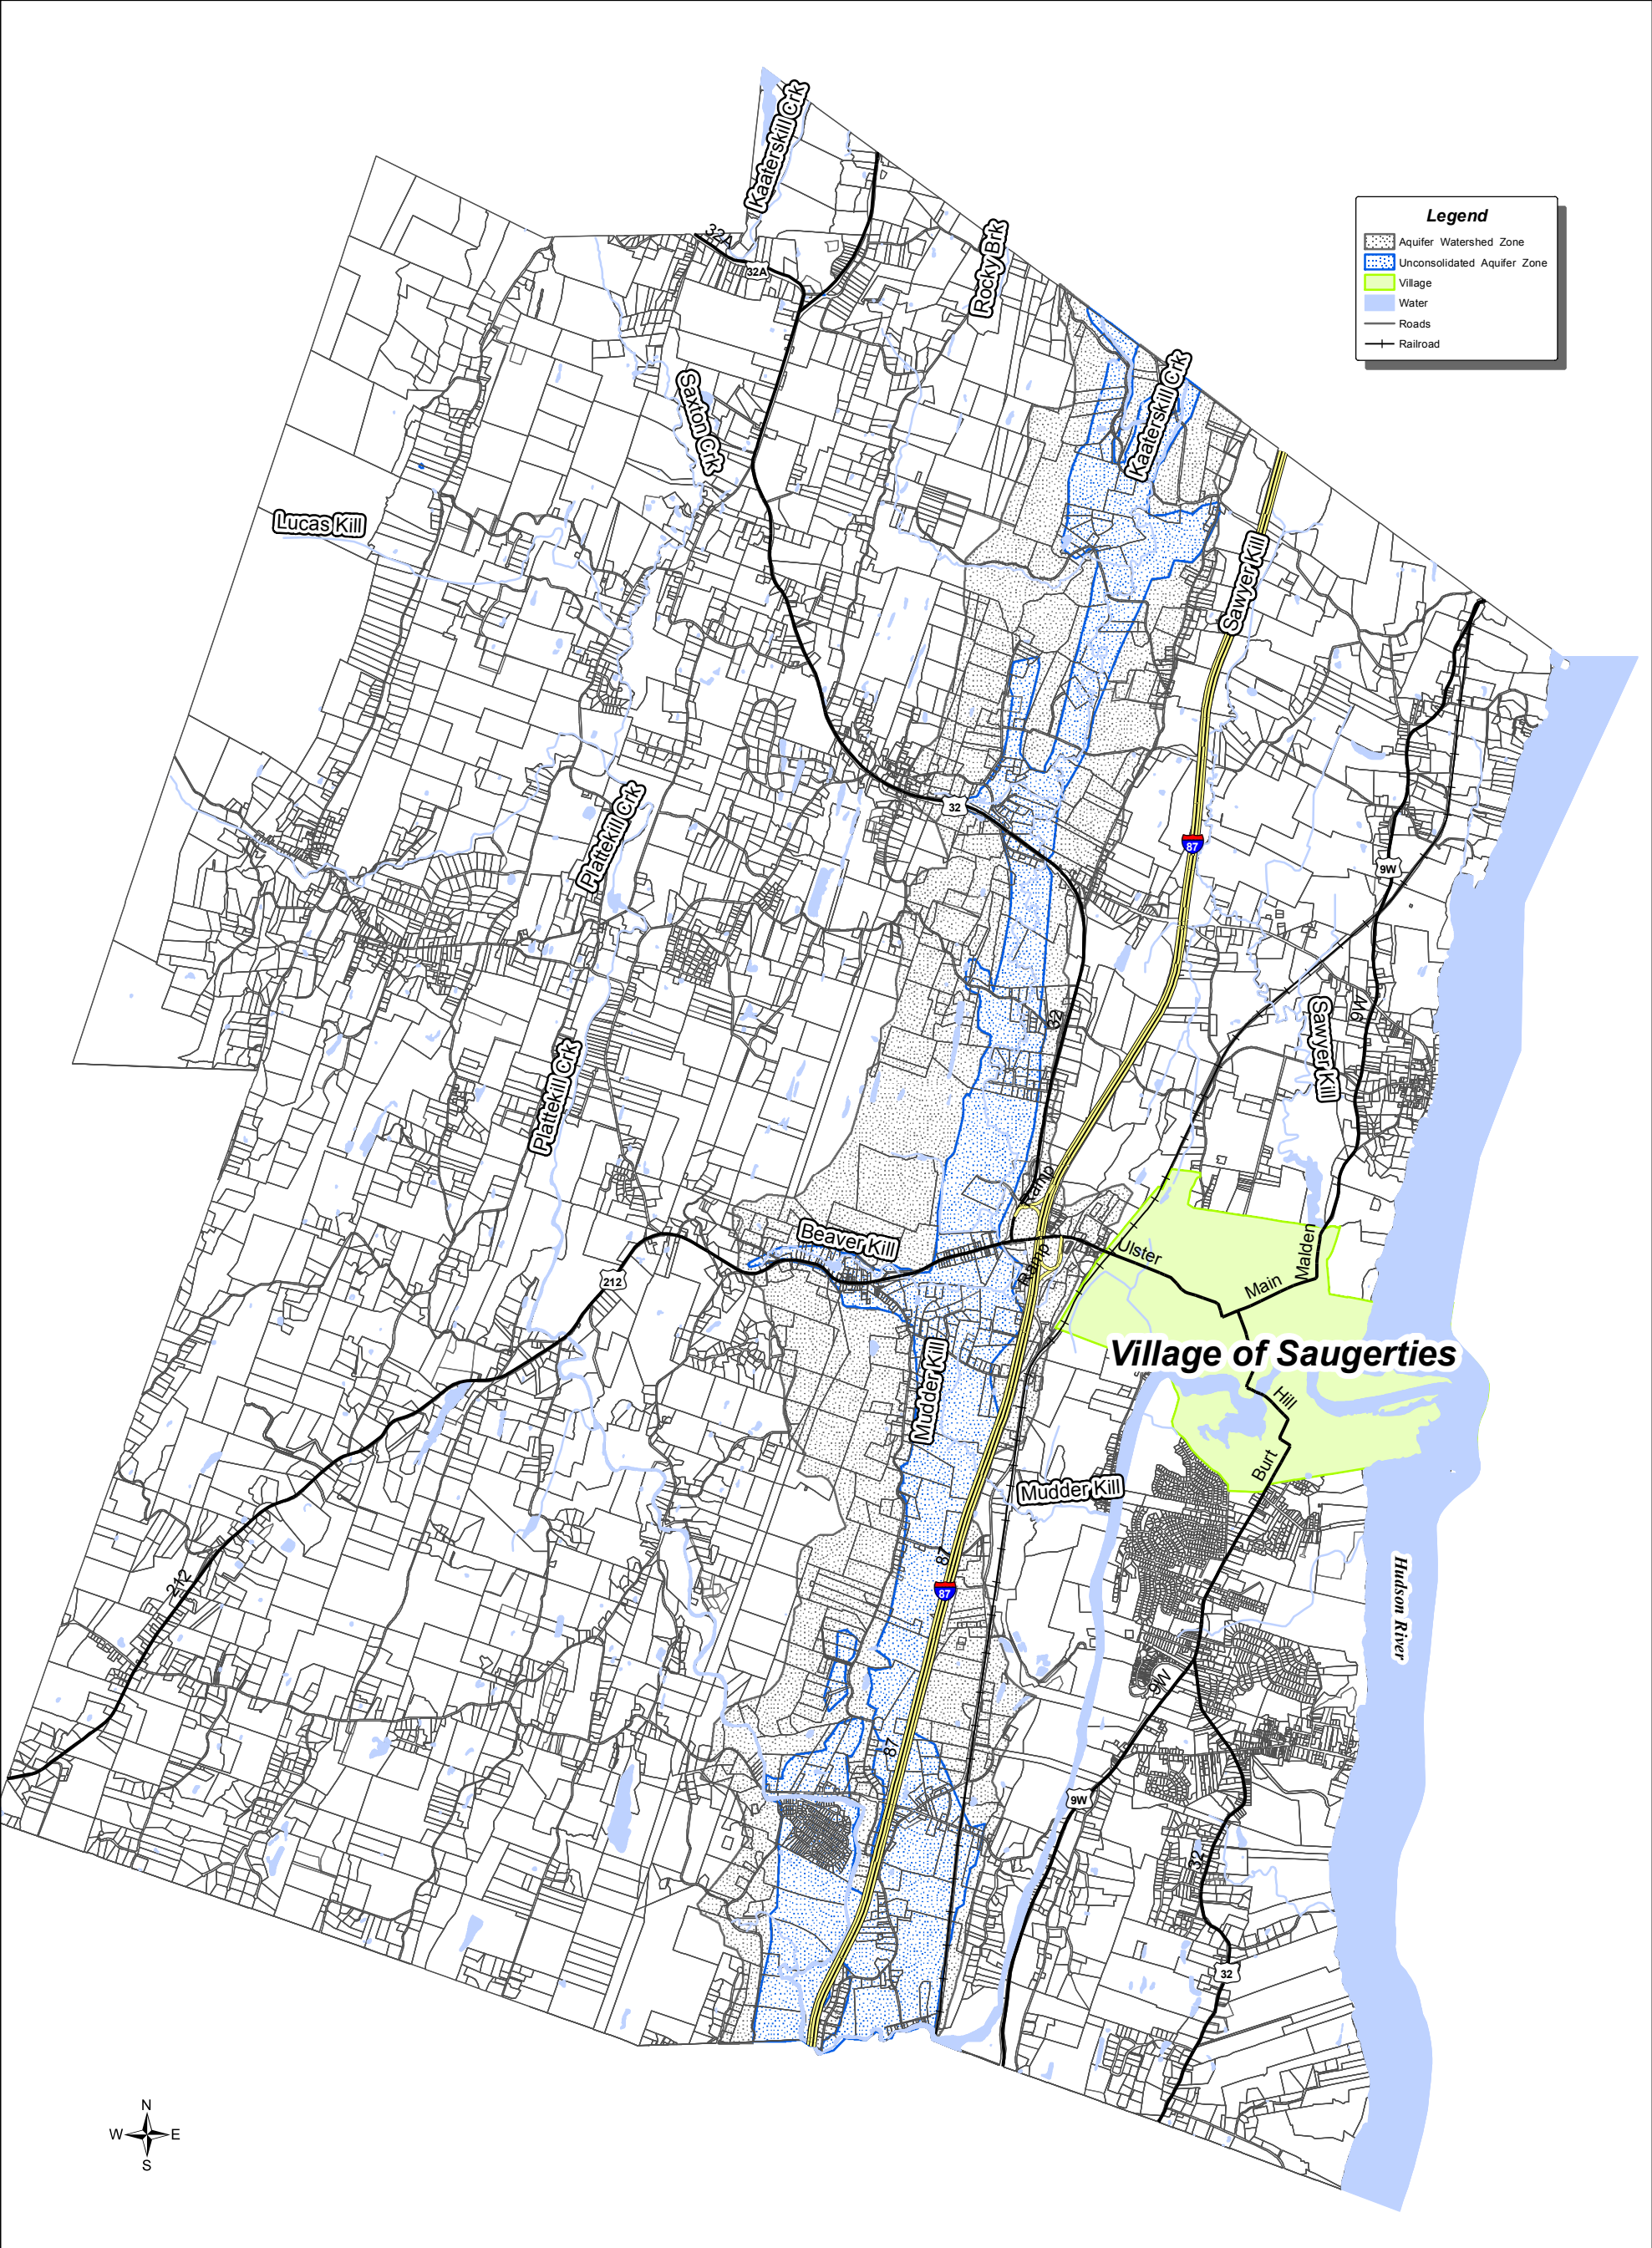 Kaaterskill Crk
Legend
Aquifer Watershed Zone
Unconsolidated Aquifer Zone
Village
Water
Roads
Railroad
32A
32A
Rocky Brk
Kaaterskill Crk
Saxton Crk
Lucas Kill
Sawyer Kill
32
Plattekill Crk
87
9W
Sawyer Kill
9W
32
Plattekill Crk
Ramp
Beaver Kill
Ulster
Malden
Ramp
212
Main
Village of Saugerties
Mudder Kill
Hill
Burt
Mudder Kill
87
87
212
Hudson River
9W
87
9W
32
32
N
W E
S